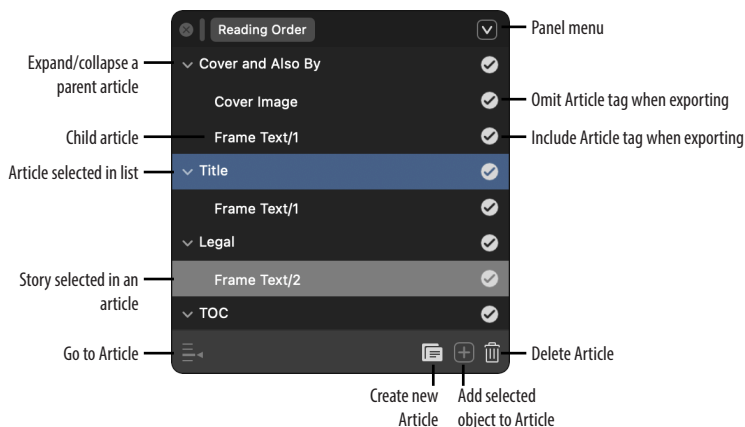 Reading Order
Panel menu
Expand/collapse a
parent article
Cover and Also By
Cover Image
Omit Article tag when exporting
Child article
Frame Text/1
Include Article tag when exporting
Article selected in list
Title
Frame Text/1
Legal
Story selected in an
article
Frame Text/2
TOC
Go to Article
Delete Article
Create new
Article
Add selected
object to Article